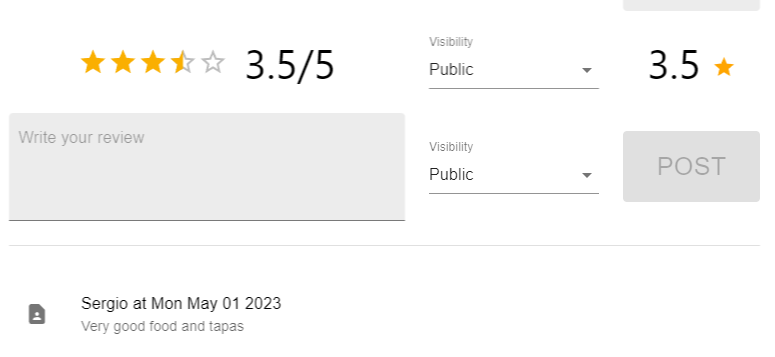 Visibility
3.5/5
Public
3.5
Write your review
Visibility
Public
POST
Sergio at Mon May 01 2023
Very good food and tapas